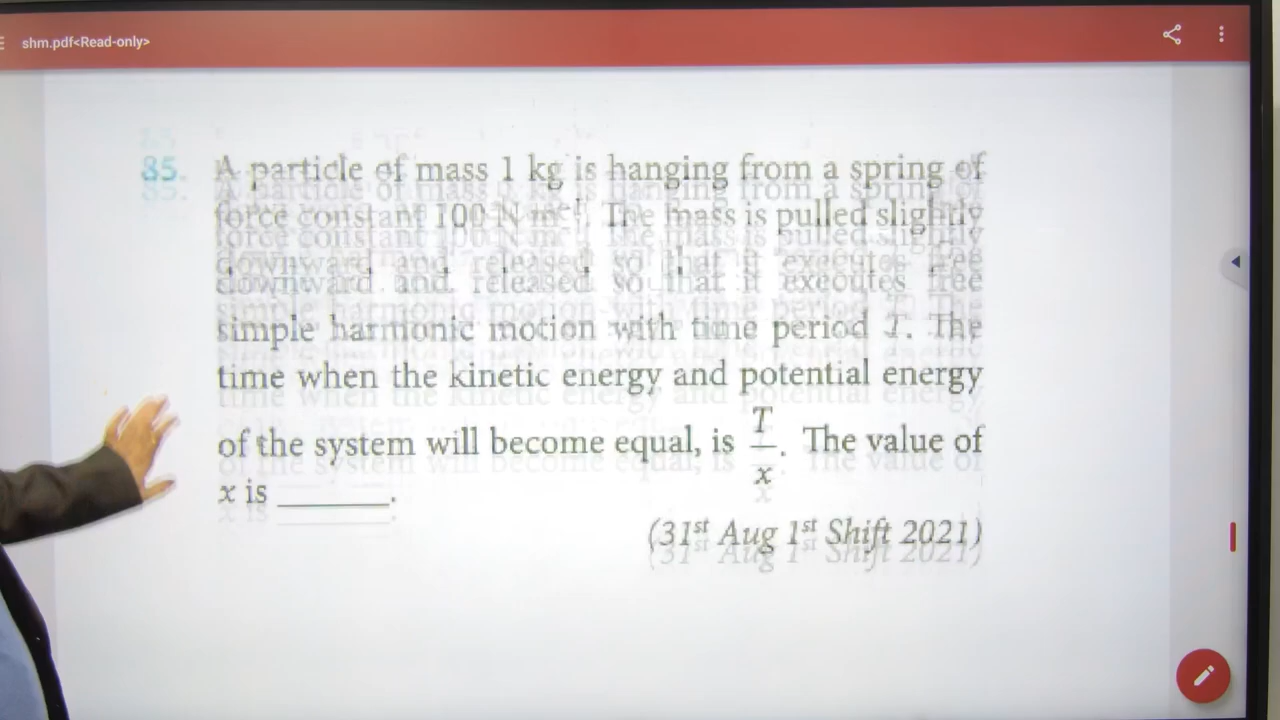 shm.pdf<Read-only>
85. A particle of mass 1 kg is hanging from a spring of
force constant 100 N m⁻¹. The mass is pulled slightly
downward and released so that it executes free
simple harmonic motion with time period T. The
time when the kinetic energy and potential energy
of the system will become equal, is T/x. The value of
x is ______.
(31st Aug 1st Shift 2021)